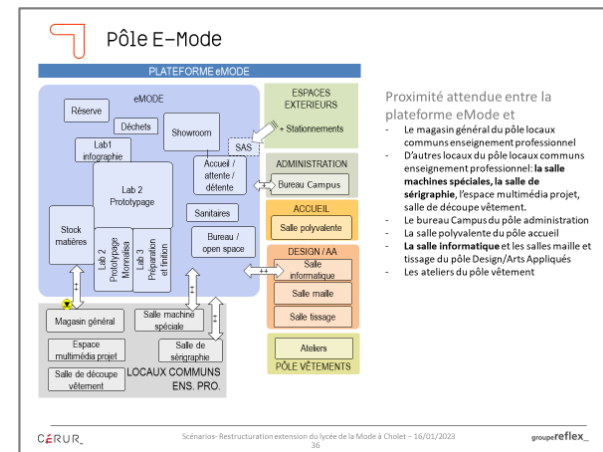 Pôle E-Mode
PLATEFORME eMODE
eMODE
Réserve
Déchets
Lab1
infographie
Showroom
SAS
Accueil /
attente /
détente
Lab 2
Prototypage
Sanitaires
Stock
matières
Lab 2
Prototypage
Monnalisa
Lab 3
Préparation
et finition
Bureau /
open space
ESPACES
EXTERIEURS
+ Stationnements
ADMINISTRATION
++
Bureau Campus
ACCUEIL
Salle polyvalente
DESIGN / AA
++
Salle
informatique
Salle maille
Salle tissage
Ateliers
PÔLE VÊTEMENTS
Magasin général
Salle machine
spéciale
Espace
multimédia projet
Salle de
sérigraphie
Salle de découpe
vêtement
LOCAUX COMMUNS
ENS. PRO.
Proximité attendue entre la
plateforme eMode et
- Le magasin général du pôle locaux
communs enseignement professionnel
- D'autres locaux du pôle locaux communs
enseignement professionnel: la salle
machines spéciales, la salle de
sérigraphie, l'espace multimédia projet,
salle de découpe vêtement.
- Le bureau Campus du pôle administration
- La salle polyvalente du pôle accueil
- La salle informatique et les salles maille et
tissage du pôle Design/Arts Appliqués
- Les ateliers du pôle vêtement
CÉRUR_
Scénarios- Restructuration extension du lycée de la Mode à Cholet – 16/01/2023
36
groupereflex_